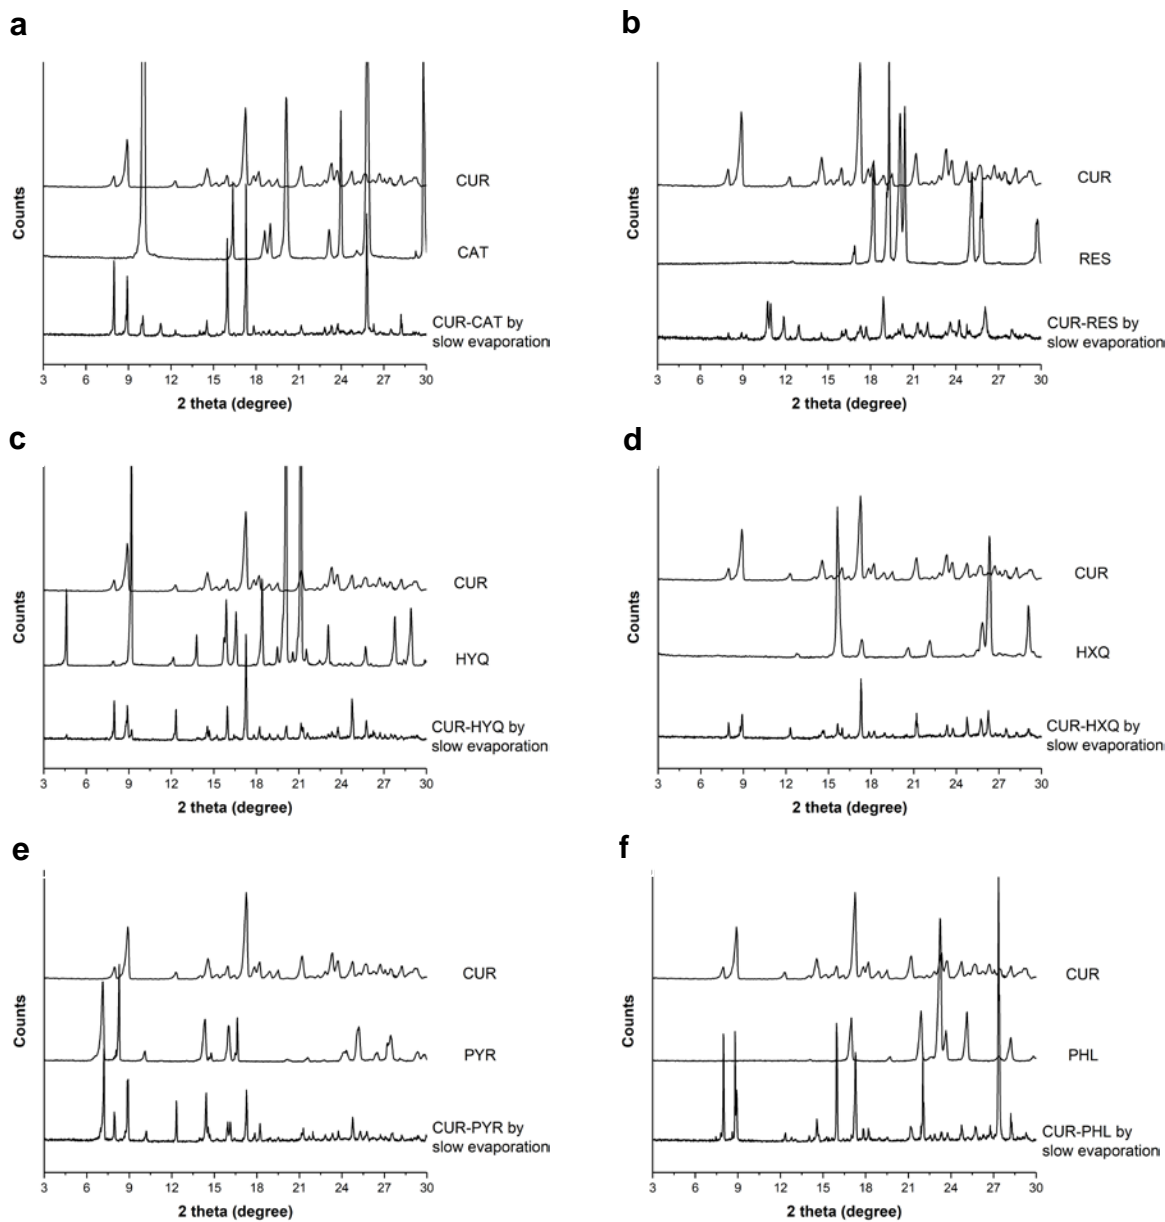 a
Counts
CUR
CAT
CUR-CAT by
slow evaporation
3 6 9 12 15 18 21 24 27 30
2 theta (degree)
b
Counts
CUR
RES
CUR-RES by
slow evaporation
3 6 9 12 15 18 21 24 27 30
2 theta (degree)
c
Counts
CUR
HYQ
CUR-HYQ by
slow evaporation
3 6 9 12 15 18 21 24 27 30
2 theta (degree)
d
Counts
CUR
HXQ
CUR-HXQ by
slow evaporation
3 6 9 12 15 18 21 24 27 30
2 theta (degree)
e
Counts
CUR
PYR
CUR-PYR by
slow evaporation
3 6 9 12 15 18 21 24 27 30
2 theta (degree)
f
Counts
CUR
PHL
CUR-PHL by
slow evaporation
3 6 9 12 15 18 21 24 27 30
2 theta (degree)